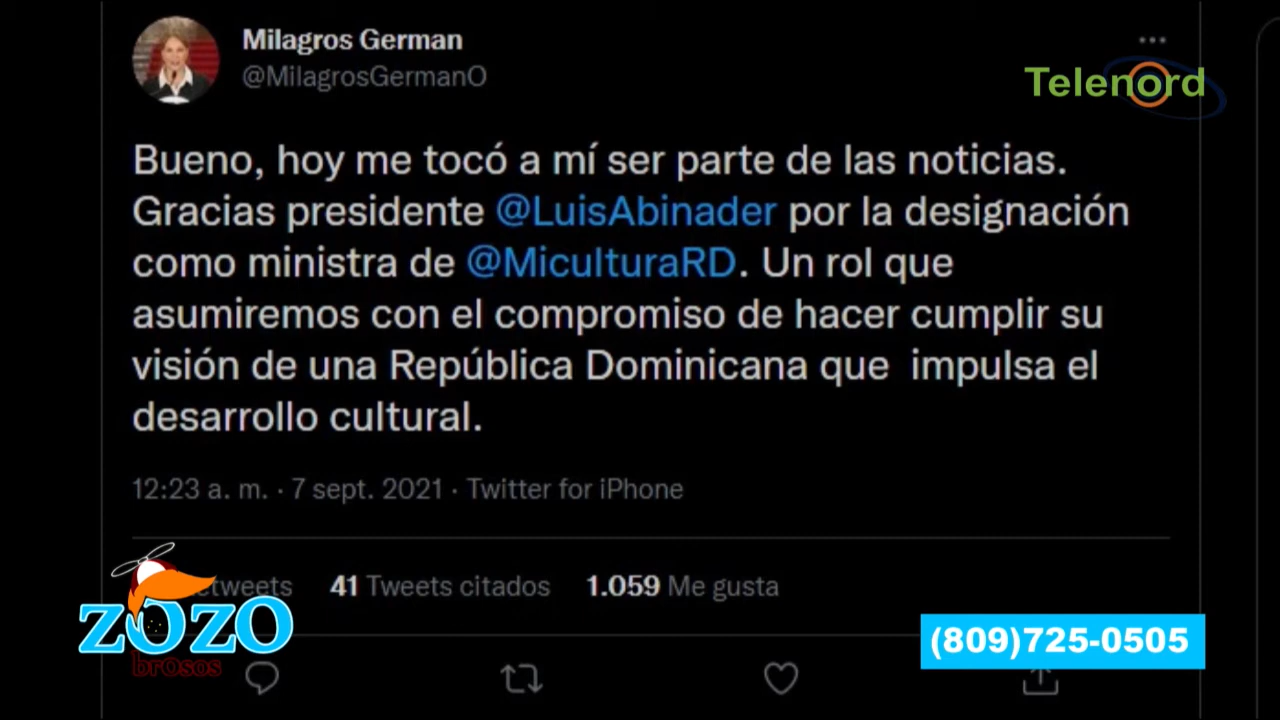 Milagros German
@MilagrosGermanO
Telenord
Bueno, hoy me tocó a mí ser parte de las noticias.
Gracias presidente @LuisAbinader por la designación
como ministra de @MiculturaRD. Un rol que
asumiremos con el compromiso de hacer cumplir su
visión de una República Dominicana que impulsa el
desarrollo cultural.
12:23 a. m. · 7 sept. 2021 · Twitter for iPhone
41 Tweets citados 1.059 Me gusta
ZOZO
brOsos
(809)725-0505